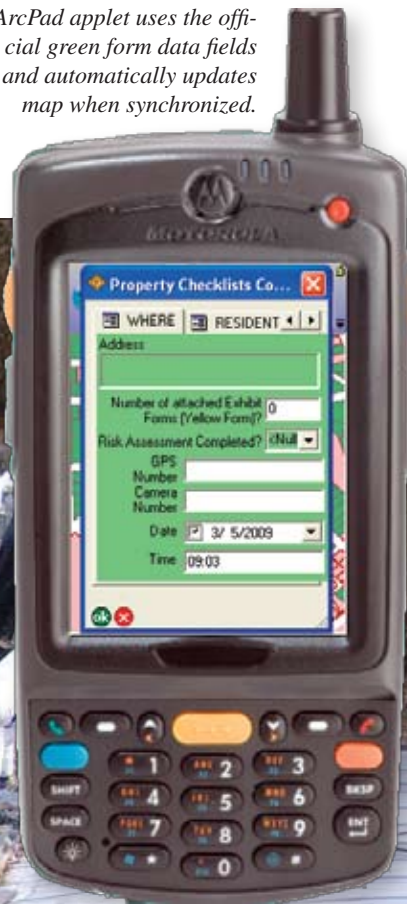 ArcPad applet uses the offi-
cial green form data fields
and automatically updates
map when synchronized.
MOTOROLA
Property Checklists Co...
WHERE RESIDENT
Address
Number of attached Exhibit
Forms (Yellow Form)? 0
Risk Assessment Completed? <Null
GPS
Number
Camera
Number
Date 3/ 5/2009
Time 09:03
ok
1 2 3
SHIFT 4 5 6 BKSP
SPACE 7 8 9 ENT
* 0 #